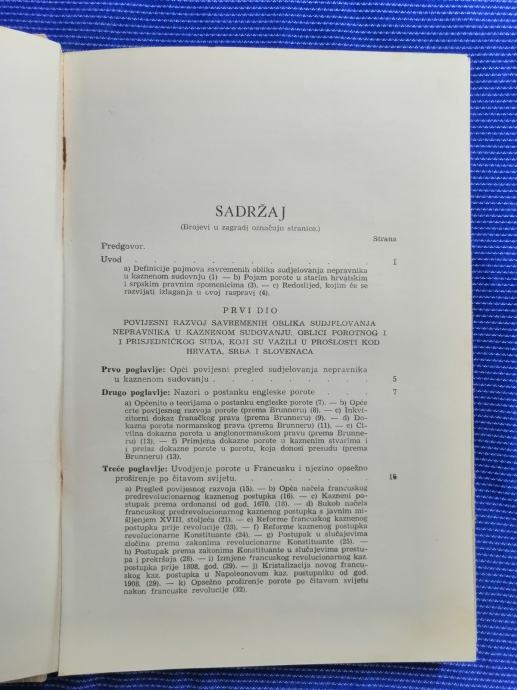 SADRŽAJ
(Brojevi u zagradi označuju stranice.)
Strana
Predgovor.
Uvod . . . . . . . . . . . . . . 1
a) Definicije pojmova savremenih oblika sudjelovanja nepravnika
u kaznenom sudovnju (1) — b) Pojam porote u starim hrvatskim
i srpskim pravnim spomenicima (3). — c) Redoslijed, kojim će se
razvijati izlaganja u ovoj raspravi (4).
PRVI DIO
POVIJESNI RAZVOJ SAVREMENIH OBLIKA SUDJELOVANJA
NEPRAVNIKA U KAZNENOM SUDOVANJU. OBLICI POROTNOG I
I PRISJEDNIČKOG SUDA, KOJI SU VAŽILI U PROŠLOSTI KOD
HRVATA, SRBA I SLOVENACA
Prvo poglavlje: Opći povijesni pregled sudjelovanja nepravnika
u kaznenom sudovanju . . . . . . . . . . 5
Drugo poglavlje: Nazori o postanku engleske porote . . . . 7
a) Općenito o teorijama o postanku engleske porote (7). — b) Opće
crte povijesnog razvoja porote (prema Brunneru) (8). — c) Inkvi-
zitorni dokaz franačkog prava (prema Brunneru) (9). — d) Do-
kazna porota normanskog prava (prema Brunneru) (11). — e) Ci-
vilna dokazna porota u anglonormanskom pravu (prema Brunne-
ru) (13). — f) Primjena dokazne porote u kaznenim stvarima i
prelaz dokazne porote u porotu, koja donosi presudu (prema
Brunneru) (13).
Treće poglavlje: Uvodjenje porote u Francusku i njezino opsežno
proširenje po čitavom svijetu . . . . . . . . . 15
a) Pregled povijesnog razvoja (15). — b) Opća načela francuskog
predrevolucionarnog kaznenog postupka (16). — c) Kazneni po-
stupak prema ordonansi od god. 1670. (18). — d) Sukob načela
francuskog predrevolucionarnog kaznenog postupka s javnim mi-
šljenjem XVIII. stoljeća (21). — e) Reforme francuskog kaznenog
postupka prije revolucije (23). — f) Reforme kaznenog postupka
revolucionarne Konstituante (24). — g) Postupak u slučajevima
zločina prema zakonima revolucionarne Konstituante (25). —
h) Postupak prema zakonima Konstituante u slučajevima prestu-
pa i prekršaja (28). — i) Izmjene francuskog revolucionarnog kaz.
postupka prije 1808. god. (29). — j) Kristalizacija novog francu-
skog kaz. postupka u Napoleonovom kaz. postupniku od god.
1908. (29). — k) Opsežno proširenje porote po čitavom svijetu
nakon francuske revolucije (32).